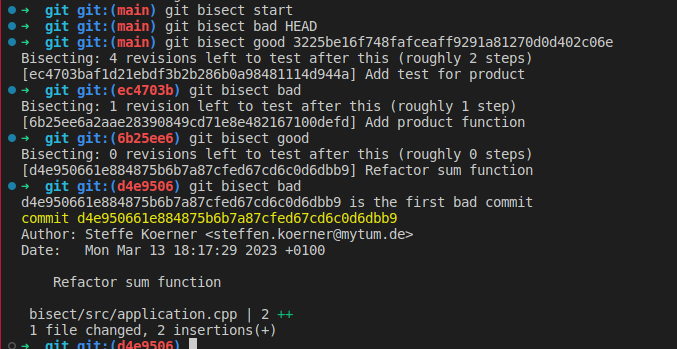 ➜ git git:(main) git bisect start
➜ git git:(main) git bisect bad HEAD
➜ git git:(main) git bisect good 3225be16f748fafceaff9291a81270d0d402c06e
Bisecting: 4 revisions left to test after this (roughly 2 steps)
[ec4703baf1d21ebdf3b2b286b0a98481114d944a] Add test for product
➜ git git:(ec4703b) git bisect bad
Bisecting: 1 revision left to test after this (roughly 1 step)
[6b25ee6a2aae28390849cd71e8e482167100defd] Add product function
➜ git git:(6b25ee6) git bisect good
Bisecting: 0 revisions left to test after this (roughly 0 steps)
[d4e950661e884875b6b7a87cfed67cd6c0d6dbb9] Refactor sum function
➜ git git:(d4e9506) git bisect bad
d4e950661e884875b6b7a87cfed67cd6c0d6dbb9 is the first bad commit
commit d4e950661e884875b6b7a87cfed67cd6c0d6dbb9
Author: Steffe Koerner <steffen.koerner@mytum.de>
Date:   Mon Mar 13 18:17:29 2023 +0100
Refactor sum function
bisect/src/application.cpp | 2 ++
1 file changed, 2 insertions(+)
➜ git git:(d4e9506)